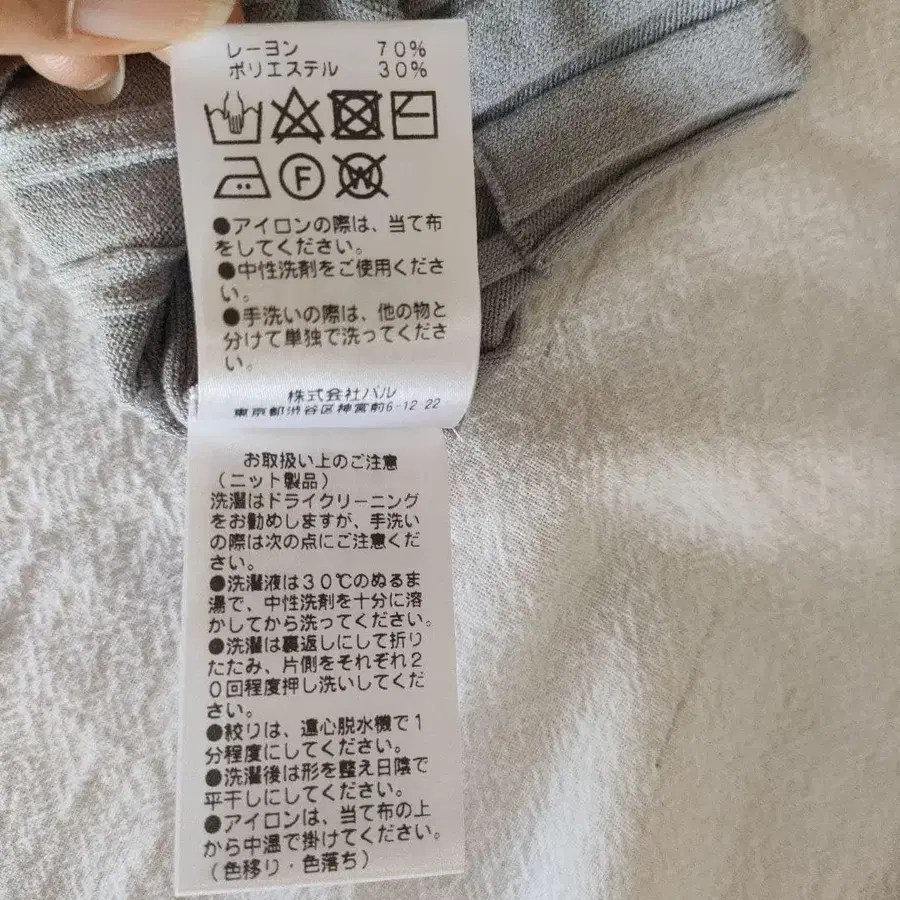 レーヨン 70%
ポリエステル 30%
F
W
●アイロンの際は、当て布
をしてください。
●中性洗剤をご使用くださ
い。
●手洗いの際は、他の物と
分けて単独で洗ってくださ
い。
株式会社パル
東京都渋谷区神宮前6-12-22
お取扱い上のご注意
(ニット製品)
洗濯はドライクリーニング
をお勧めしますが、手洗い
の際は次の点にご注意くだ
さい。
●洗濯液は30℃のぬるま
湯で、中性洗剤を十分に溶
かしてから洗ってください。
●洗濯は裏返しにして折り
たたみ、片側をそれぞれ2
0回程度押し洗いしてくだ
さい。
●絞りは、遠心脱水機で1
分程度にしてください。
●洗濯後は形を整え日陰で
平干しにしてください。
●アイロンは、当て布の上
から中温で掛けてください。
(色移り・色落ち)